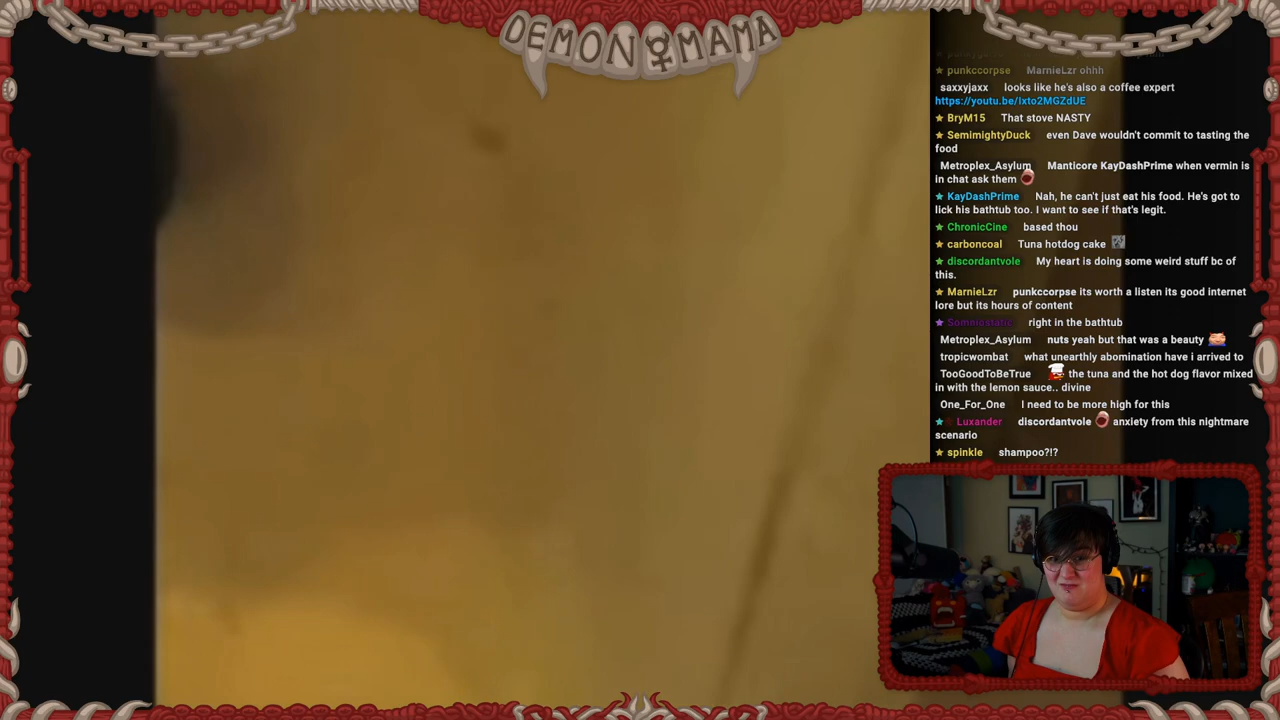 DEMON MAMA
punkccorpse MarnieLzr ohhh
saxxyjaxx looks like he's also a coffee expert
https://youtu.be/lxto2MGZdUE
BryM15 That stove NASTY
SemimightyDuck even Dave wouldn't commit to tasting the
food
Metroplex_Asylum Manticore KayDashPrime when vermin is
in chat ask them
KayDashPrime Nah, he can't just eat his food. He's got to
lick his bathtub too. I want to see if that's legit.
ChronicCine based thou
carboncoal Tuna hotdog cake
discordantvole My heart is doing some weird stuff bc of
this.
MarnieLzr punkccorpse its worth a listen its good internet
lore but its hours of content
Somniostatic right in the bathtub
Metroplex_Asylum nuts yeah but that was a beauty
tropicwombat what unearthly abomination have i arrived to
TooGoodToBeTrue the tuna and the hot dog flavor mixed
in with the lemon sauce.. divine
One_For_One I need to be more high for this
Luxander discordantvole anxiety from this nightmare
scenario
spinkle shampoo?!?